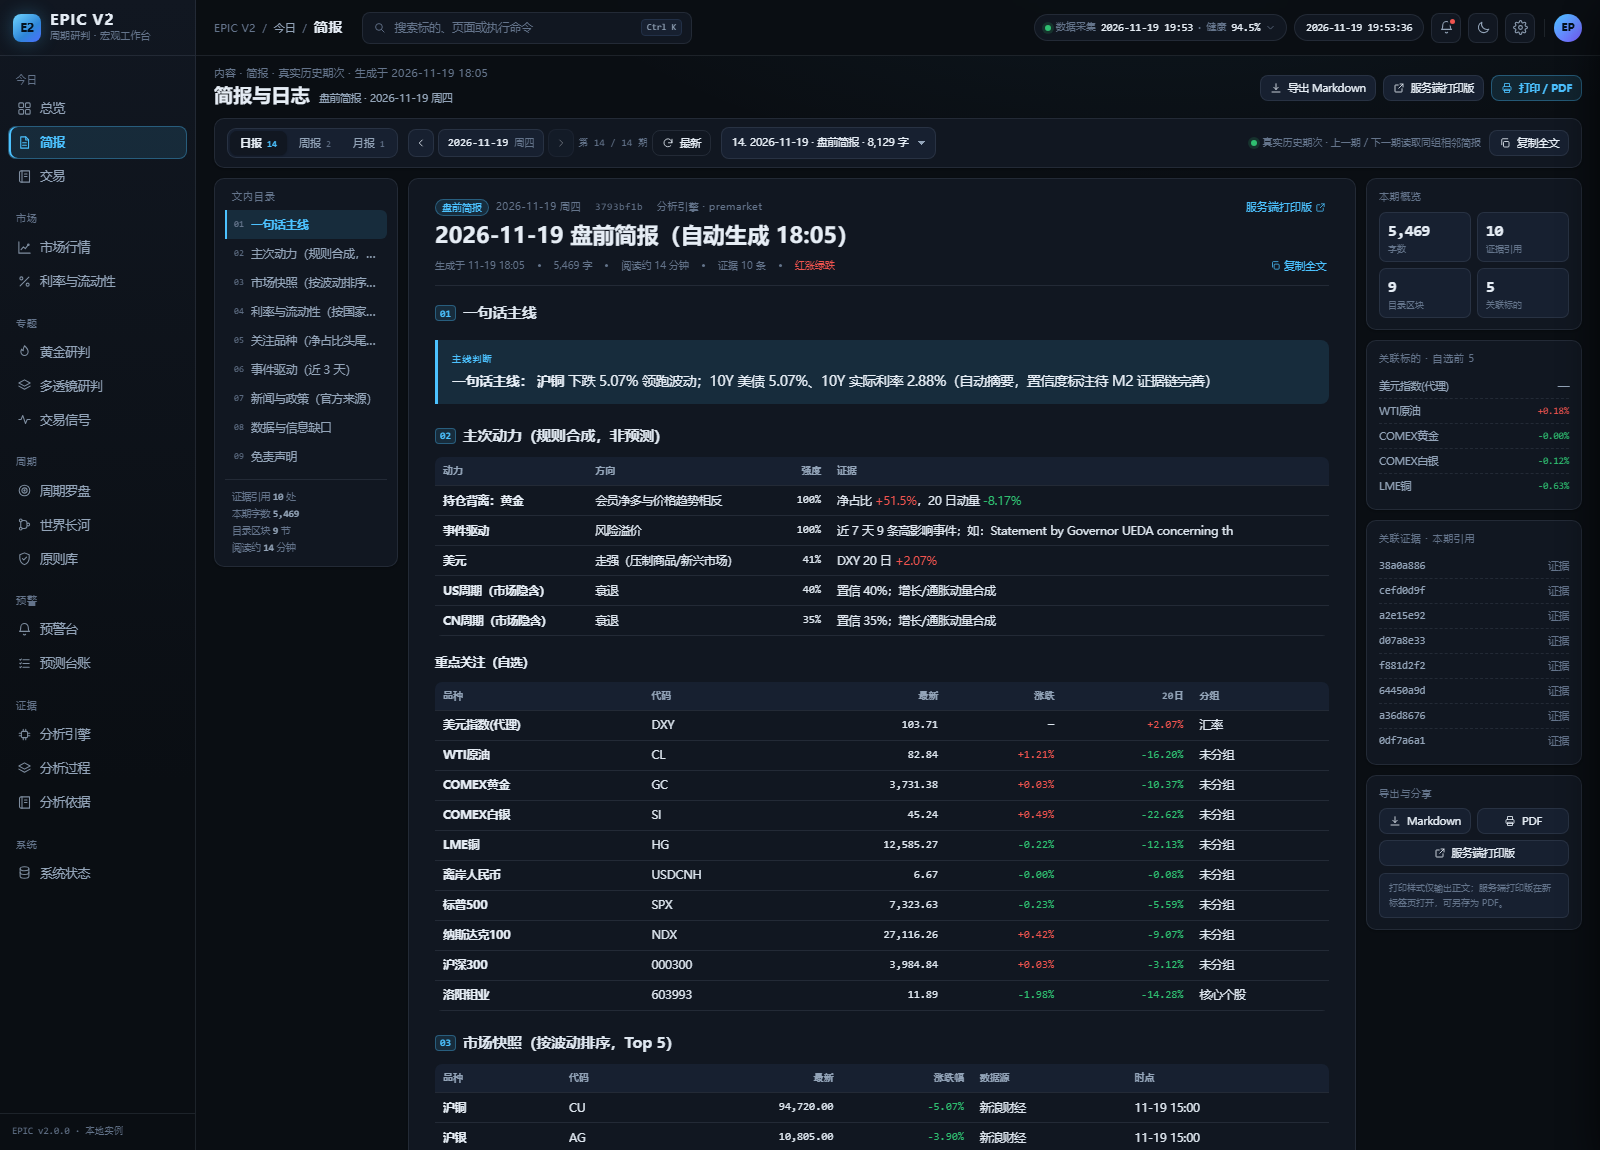 E2
EPIC V2
周期研判 · 宏观工作台
EPIC V2 / 今日 / 简报
搜索标的、页面或执行命令
Ctrl K
数据采集 2026-11-19 19:53 · 健康 94.5%
2026-11-19 19:53:36
EP
今日
总览
简报
交易
市场
市场行情
利率与流动性
专题
黄金研判
多透镜研判
交易信号
周期
周期罗盘
世界长河
原则库
预警
预警台
预测台账
证据
分析引擎
分析过程
分析依据
系统
系统状态
EPIC v2.0.0 · 本地实例
内容 · 简报 · 真实历史期次 · 生成于 2026-11-19 18:05
简报与日志 盘前简报 · 2026-11-19 周四
导出 Markdown
服务端打印版
打印 / PDF
日报 14
周报 2
月报 1
2026-11-19 周四
第 14 / 14 期
最新
14. 2026-11-19 · 盘前简报 · 8,129 字
真实历史期次 · 上一期 / 下一期读取同组相邻简报
复制全文
文内目录
01 一句话主线
02 主次动力（规则合成，...
03 市场快照（按波动排序...
04 利率与流动性（按国家...
05 关注品种（净占比头尾...
06 事件驱动（近 3 天）
07 新闻与政策（官方来源）
08 数据与信息缺口
09 免责声明
证据引用 10 处
本期字数 5,469
目录区块 9 节
阅读约 14 分钟
盘前简报 2026-11-19 周四 3793bf1b 分析引擎 · premarket
服务端打印版
2026-11-19 盘前简报（自动生成 18:05）
生成于 11-19 18:05 • 5,469 字 • 阅读约 14 分钟 • 证据 10 条 • 红涨绿跌
复制全文
01 一句话主线
主线判断
一句话主线： 沪铜 下跌 5.07% 领跑波动；10Y 美债 5.07%、10Y 实际利率 2.88%（自动摘要，置信度标注待 M2 证据链完善）
02 主次动力（规则合成，非预测）
动力 方向 强度 证据
持仓背离：黄金 会员净多与价格趋势相反 100% 净占比 +51.5%，20 日动量 -8.17%
事件驱动 风险溢价 100% 近 7 天 9 条高影响事件；如：Statement by Governor UEDA concerning th
美元 走强（压制商品/新兴市场） 41% DXY 20 日 +2.07%
US周期（市场隐含） 衰退 40% 置信 40%；增长/通胀动量合成
CN周期（市场隐含） 衰退 35% 置信 35%；增长/通胀动量合成
重点关注（自选）
品种 代码 最新 涨跌 20日 分组
美元指数(代理) DXY 103.71 — +2.07% 汇率
WTI原油 CL 82.84 +1.21% -16.20% 未分组
COMEX黄金 GC 3,731.38 +0.03% -10.37% 未分组
COMEX白银 SI 45.24 +0.49% -22.62% 未分组
LME铜 HG 12,585.27 -0.22% -12.13% 未分组
离岸人民币 USDCNH 6.67 -0.00% -0.08% 未分组
标普500 SPX 7,323.63 -0.23% -5.59% 未分组
纳斯达克100 NDX 27,116.26 +0.42% -9.07% 未分组
沪深300 000300 3,984.84 +0.03% -3.12% 未分组
洛阳钼业 603993 11.89 -1.98% -14.28% 核心个股
03 市场快照（按波动排序，Top 5）
品种 代码 最新 涨跌幅 数据源 时点
沪铜 CU 94,720.00 -5.07% 新浪财经 11-19 15:00
沪银 AG 10,805.00 -3.90% 新浪财经 11-19 15:00
本期概览
5,469
字数
10
证据引用
9
目录区块
5
关联标的
关联标的 · 自选前 5
美元指数(代理) —
WTI原油 +0.18%
COMEX黄金 -0.00%
COMEX白银 -0.12%
LME铜 -0.63%
关联证据 · 本期引用
38a0a886 证据
cefd0d9f 证据
a2e15e92 证据
d07a8e33 证据
f881d2f2 证据
64450a9d 证据
a36d8676 证据
0df7a6a1 证据
导出与分享
Markdown
PDF
服务端打印版
打印样式仅输出正文；服务端打印版在新
标签页打开，可另存为 PDF。